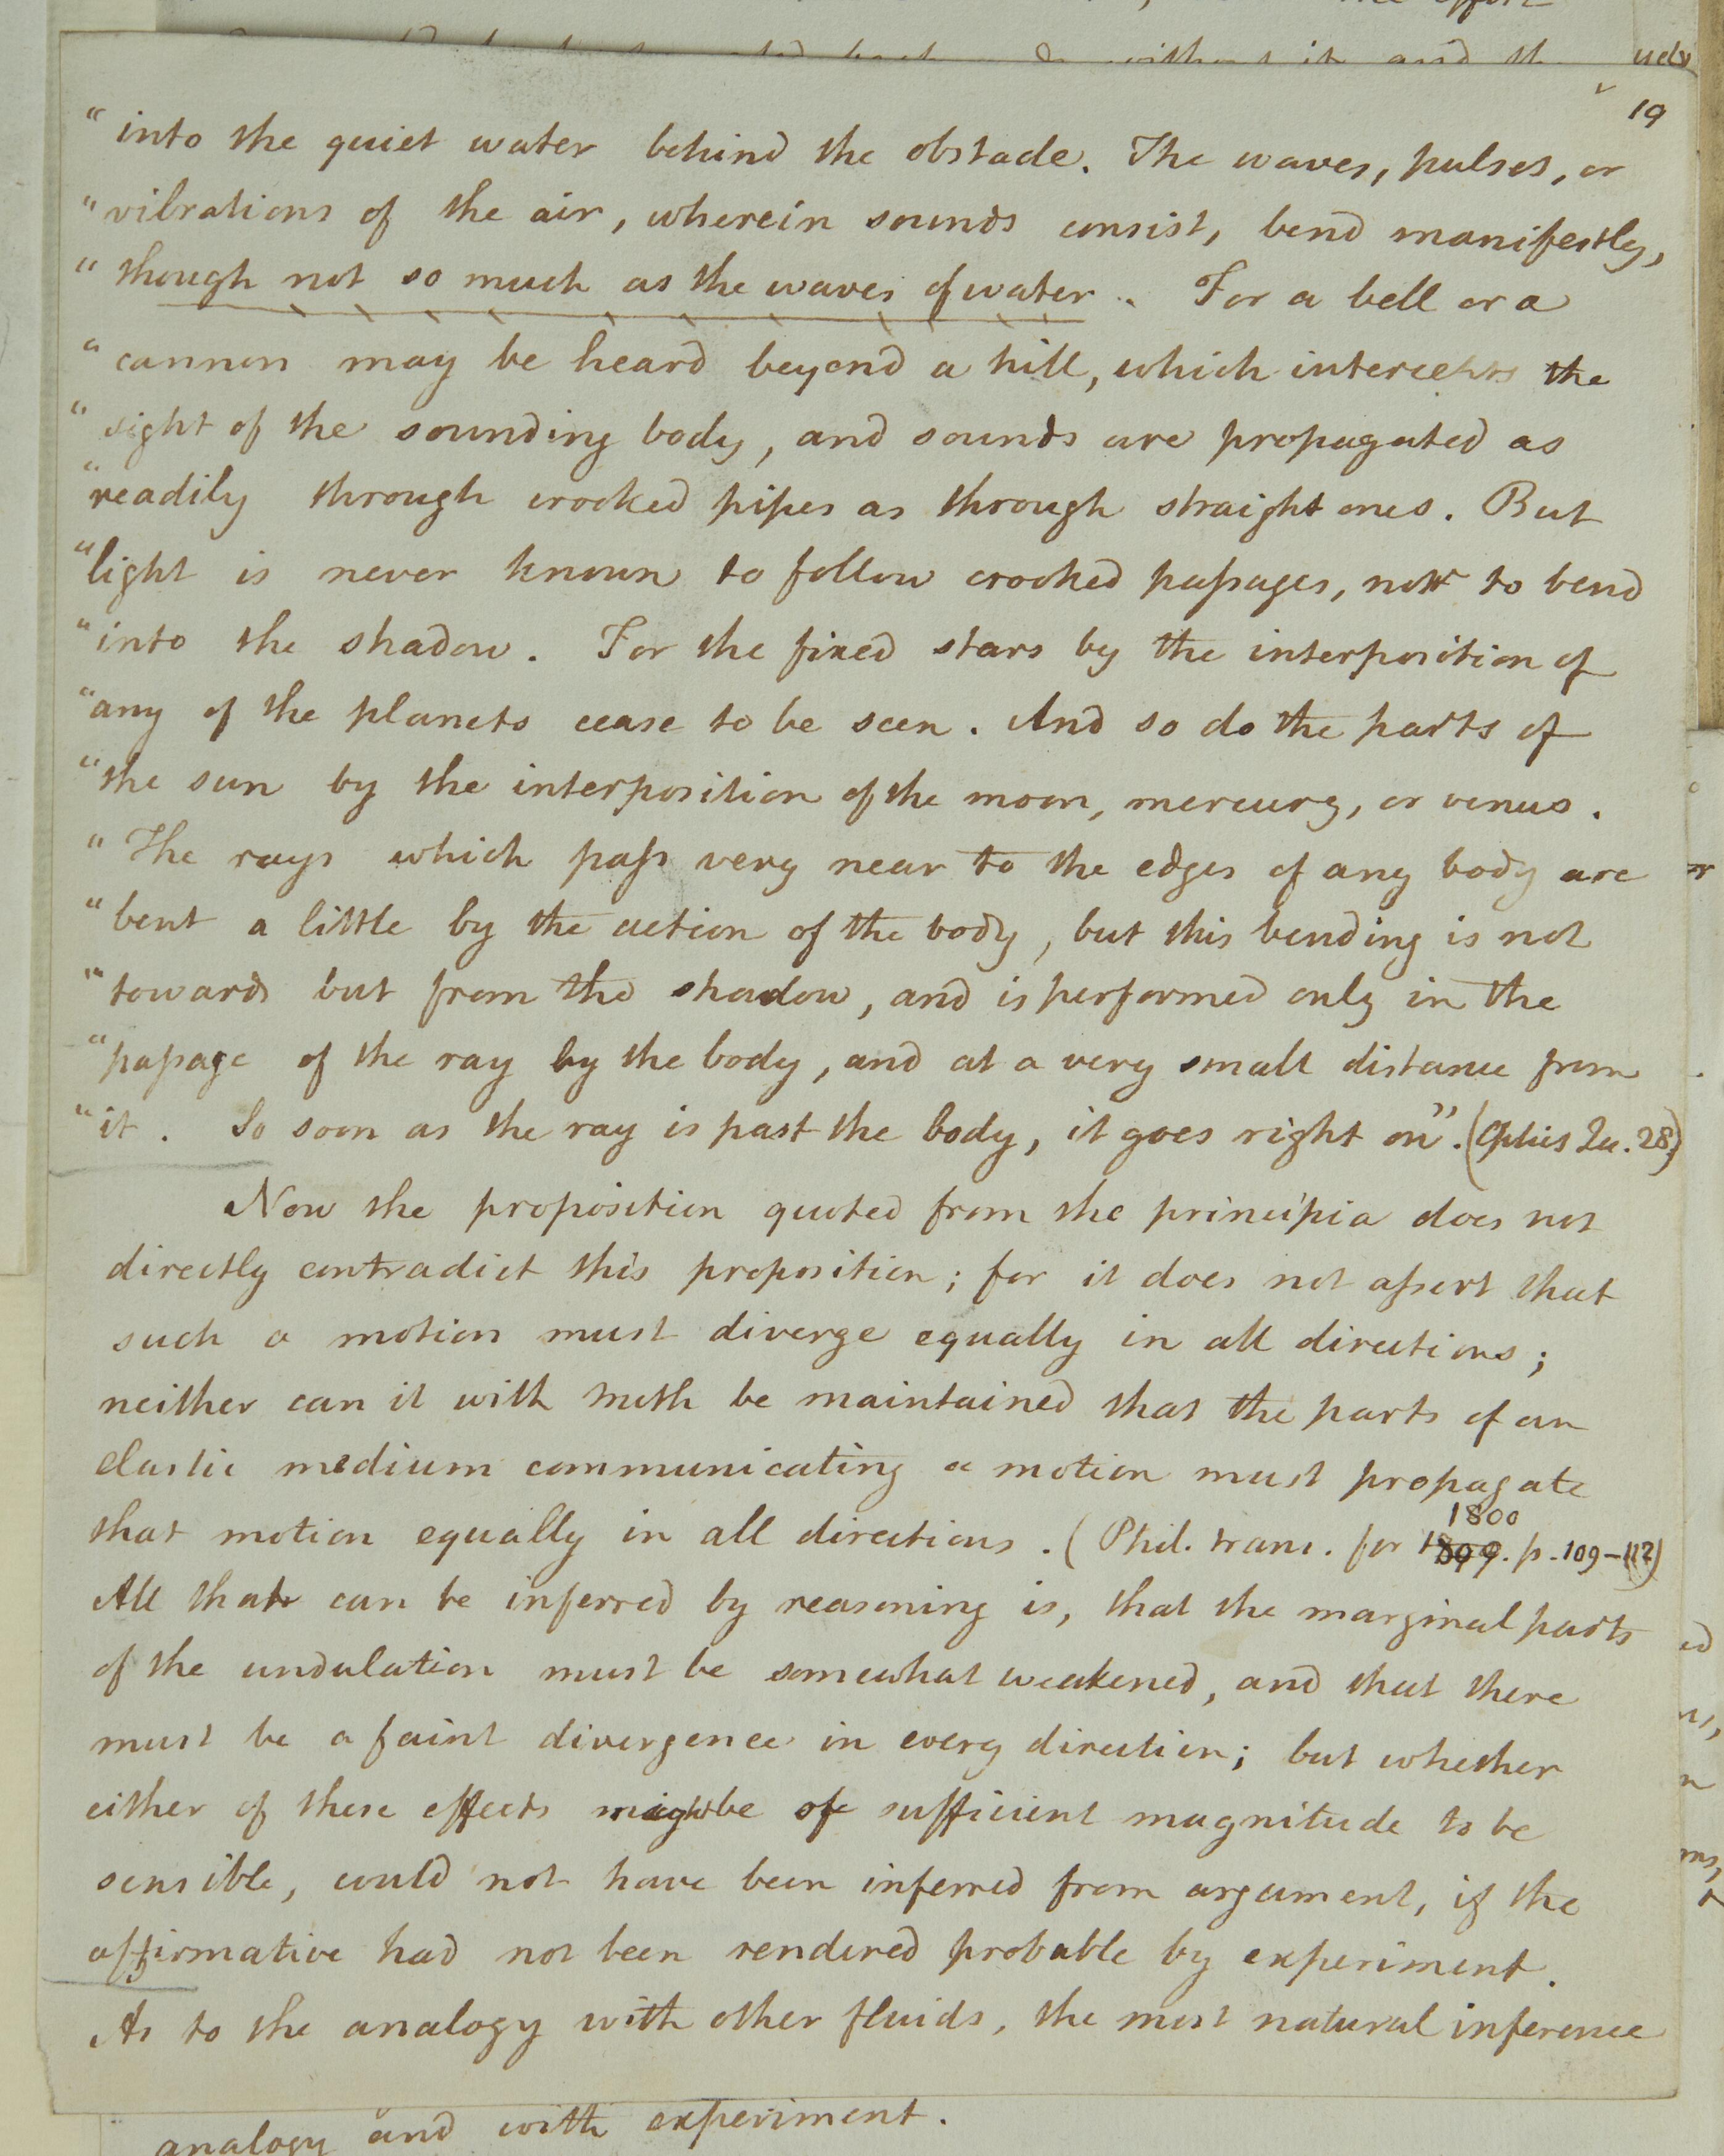 19
“ into the quiet water behind the obstacle. The waves, pulses, or
“ vibrations of the air, wherein sounds consist, bend manifestly,
“ though not so much as the waves of water. For a bell or a
“ cannon may be heard beyond a hill, which intercepts the
“ sight of the sounding body, and sounds are propagated as
“ readily through crooked pipes as through straight ones. But
“ light is never known to follow crooked paſsages, nor to bend
“ into the shadow. For the fixed stars by the interposition of
“ any of the planets cease to be seen. And so do the parts of
“ the sun by the interposition of the moon, mercury, or venus.
“ The rays which paſs very near to the edges of any body are
“ bent a little by the action of the body, but this bending is not
“ towards but from the shadow, and is performed only in the
“ paſsage of the ray by the body, and at a very small distance from
“ it. So soon as the ray is past the body, it goes right on”. (Optics Qu. 28.)
Now the proposition quoted from the principia does not
directly contradict this proposition; for it does not aſsert that
such a motion must diverge equally in all directions;
neither can it with truth be maintained that the parts of an
elastic medium communicating a motion must propagate
1800
that motion equally in all directions. (Phil. trans. for 1809. p. 109-112)
All that can be inferred by reasoning is, that the marginal parts
of the undulation must be somewhat weakened, and that there
must be a faint divergence in every direction; but whether
either of these effects might be of sufficient magnitude to be
sensible, could not have been inferred from argument, if the
affirmative had not been rendered probable by experiment.
As to the analogy with other fluids, the most natural inference
analogy and with experiment.